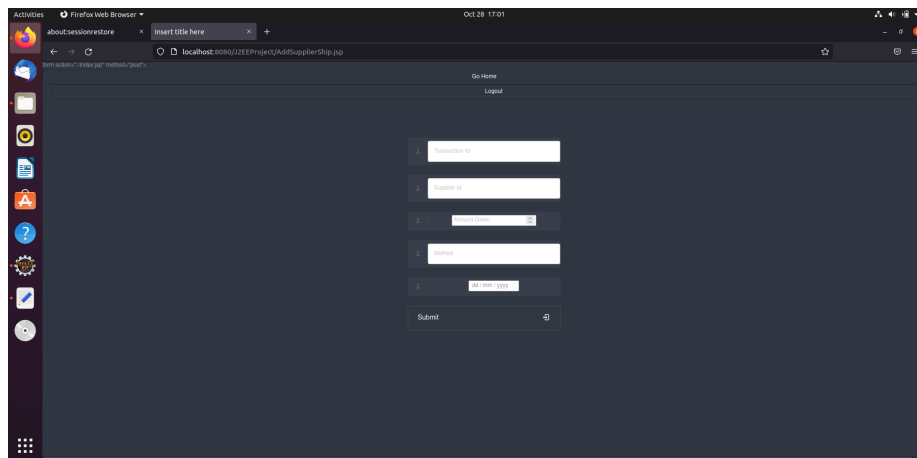 Activities Firefox Web Browser Oct 28 17:01
about:sessionrestore × Insert title here × +
localhost:8080/J2EEProject/AddSupplierShip.jsp
form action="./index.jsp" method="post">
Go Home
Logout
Transaction Id
Supplier Id
Amount Given
Method
dd / mm / yyyy
Submit